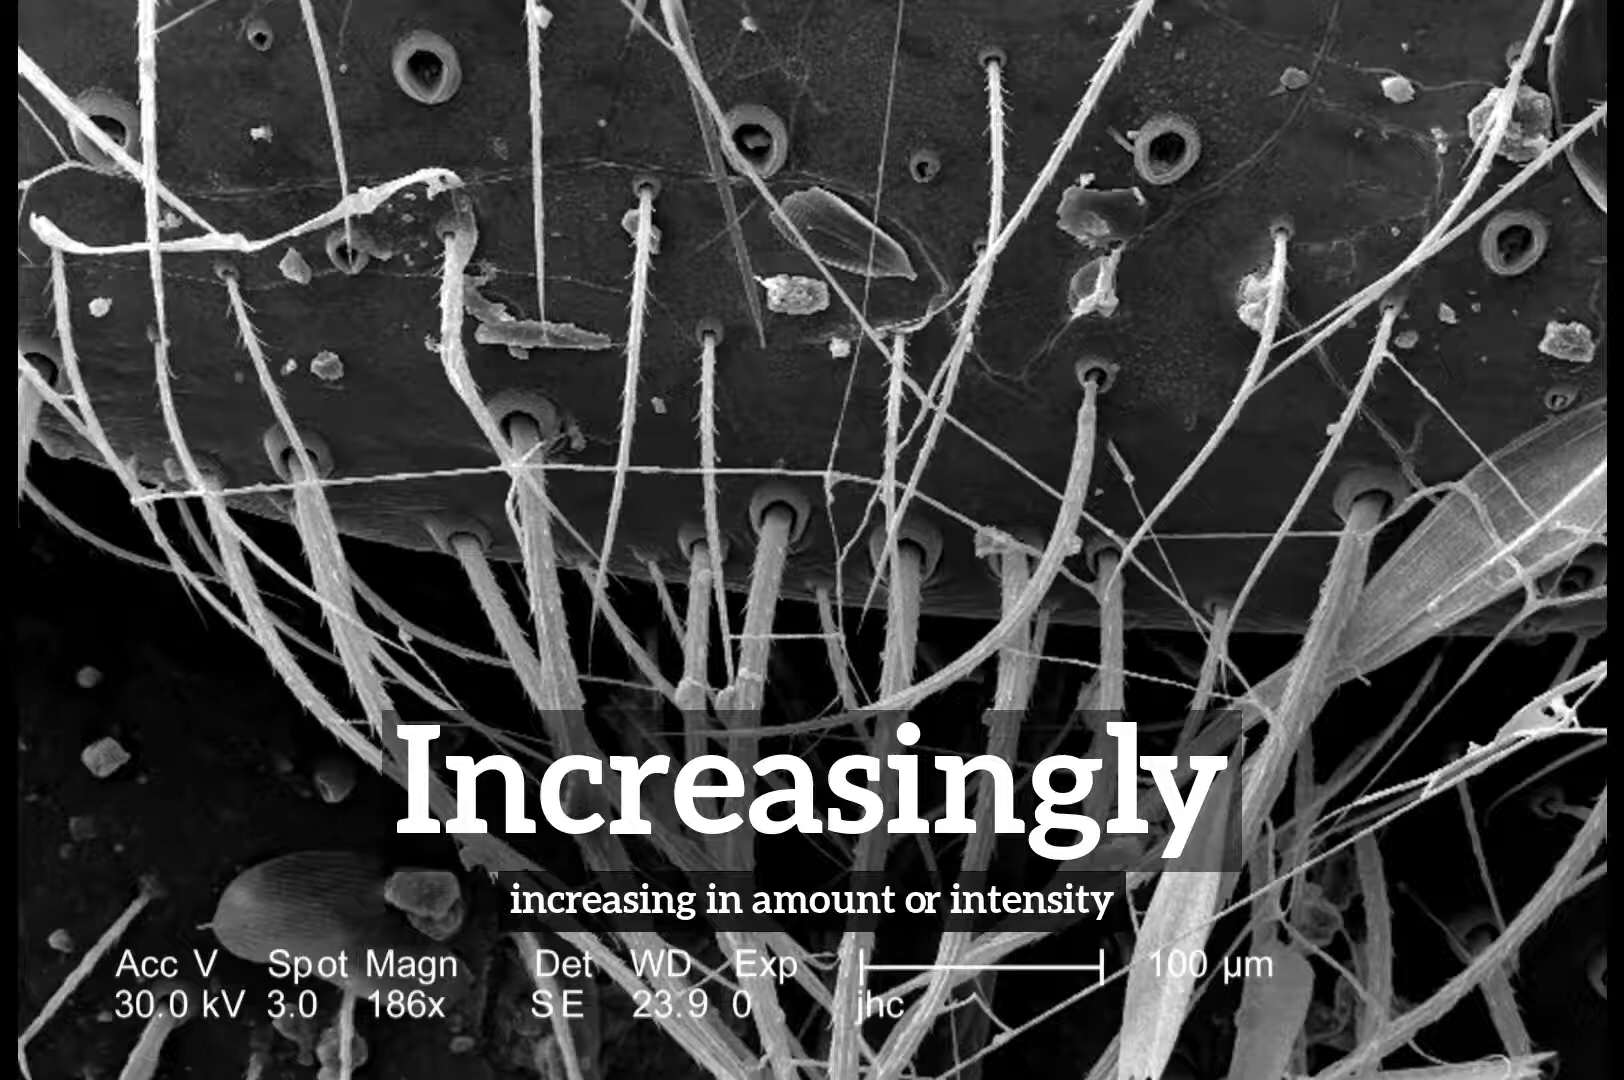 Increasingly
increasing in amount or intensity
Acc V Spot Magn Det WD Exp 100 µm
30.0 kV 3.0 186x SE 23.9 0 jhc